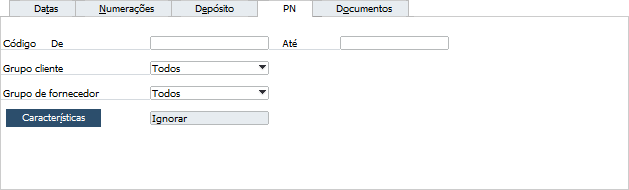 Datas Numerações Depósito PN Documentos
Código De Até
Grupo cliente Todos
Grupo de fornecedor Todos
Características Ignorar